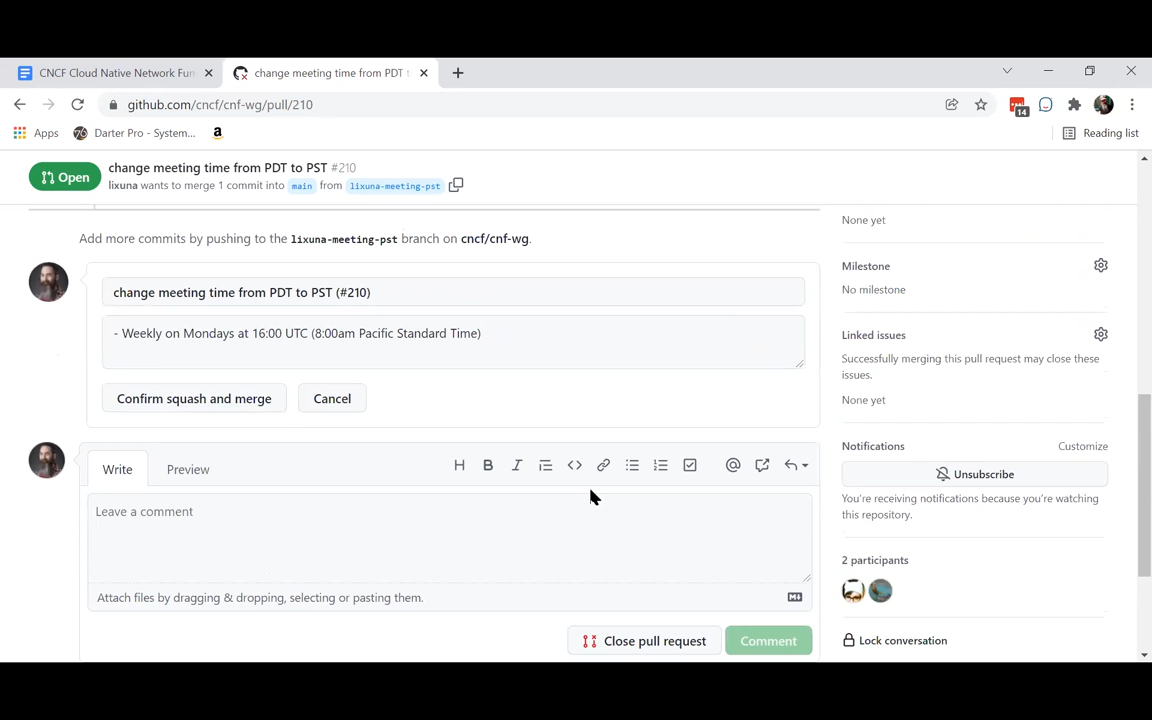 CNCF Cloud Native Network Fun
change meeting time from PDT t
github.com/cncf/cnf-wg/pull/210
14
Apps
Darter Pro - System...
Reading list
Open
change meeting time from PDT to PST #210
lixuna wants to merge 1 commit into main from lixuna-meeting-pst
None yet
Add more commits by pushing to the lixuna-meeting-pst branch on cncf/cnf-wg.
Milestone
No milestone
change meeting time from PDT to PST (#210)
- Weekly on Mondays at 16:00 UTC (8:00am Pacific Standard Time)
Linked issues
Successfully merging this pull request may close these
issues.
None yet
Confirm squash and merge
Cancel
Notifications
Customize
Unsubscribe
You're receiving notifications because you're watching
this repository.
Write
Preview
Leave a comment
2 participants
Attach files by dragging & dropping, selecting or pasting them.
Close pull request
Comment
Lock conversation